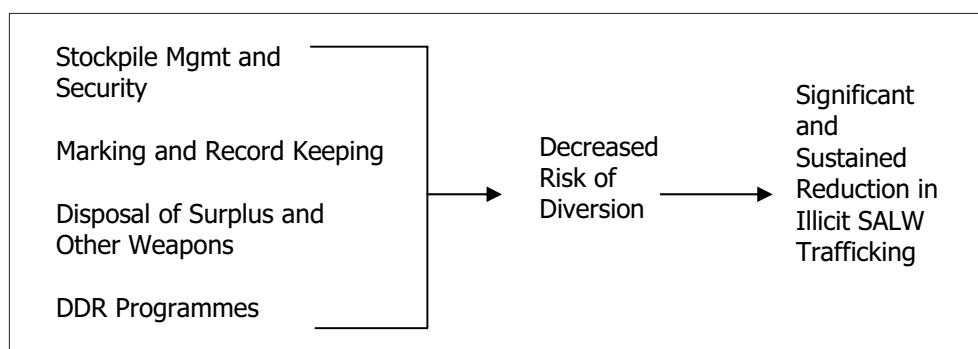 Stockpile Mgmt and
Security
Marking and Record Keeping
Disposal of Surplus and
Other Weapons
DDR Programmes
Decreased
Risk of
Diversion
Significant
and
Sustained
Reduction in
Illicit SALW
Trafficking